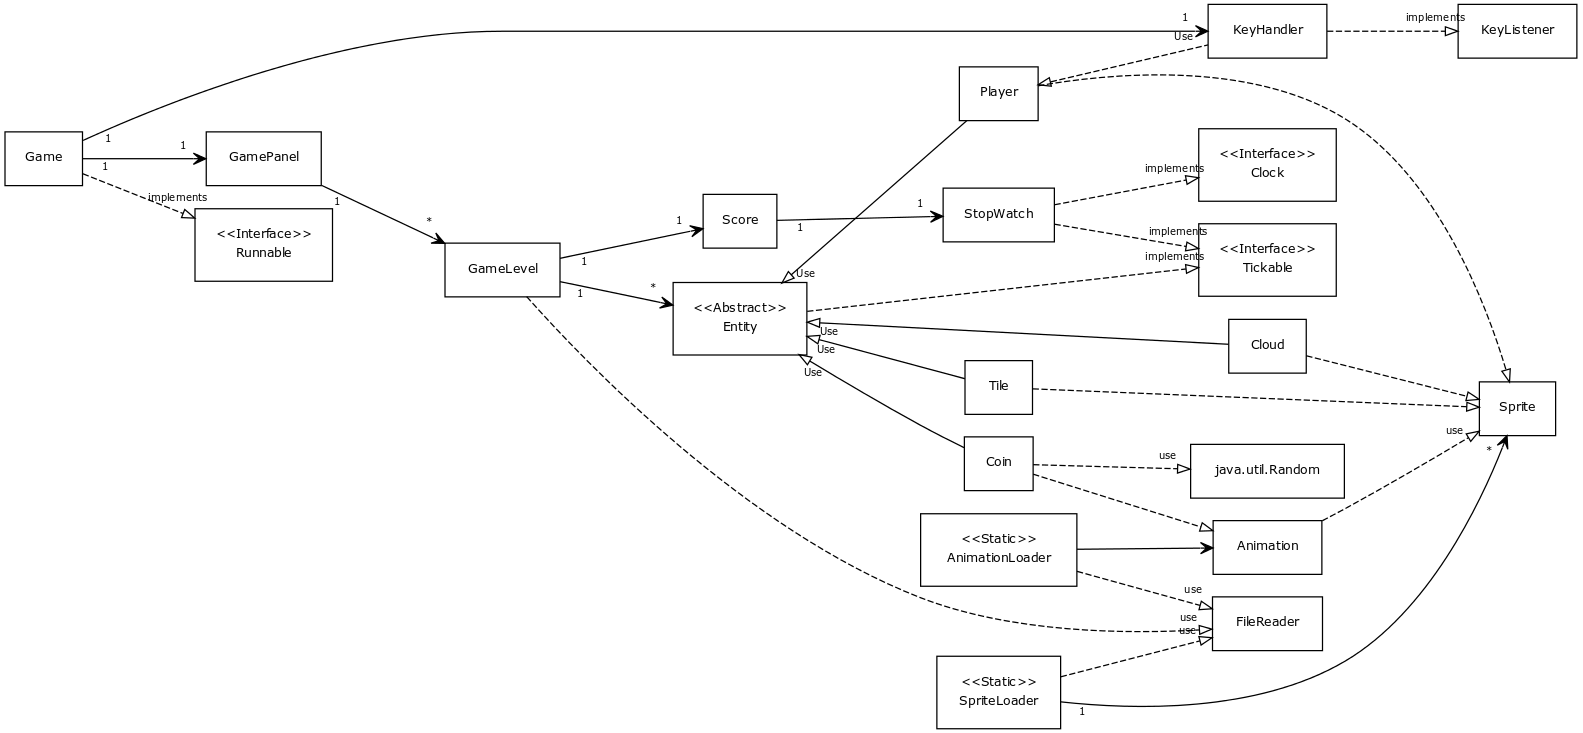 1
implements
KeyHandler
KeyListener
Use
Player
1
1
Game
GamePanel
1
implements
1
<<Interface>>
Runnable
*
<<Interface>>
Clock
implements
Score
1
1
StopWatch
1
implements
<<Interface>>
Tickable
implements
GameLevel
1
1
*
Use
<<Abstract>>
Entity
Use
Use
Use
Cloud
Tile
Sprite
Coin
use
java.util.Random
use
*
<<Static>>
AnimationLoader
Animation
use
use
use
FileReader
<<Static>>
SpriteLoader
1